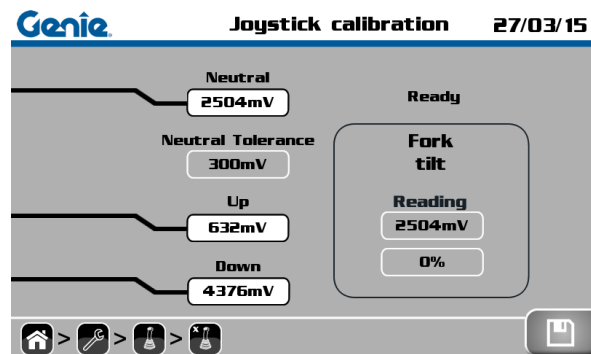 Genie. Joystick calibration 27/03/15
Neutral
2504mV
Ready
Neutral Tolerance
300mV
Fork
tilt
Up
632mV
Reading
2504mV
Down
4376mV
0%
> > > x